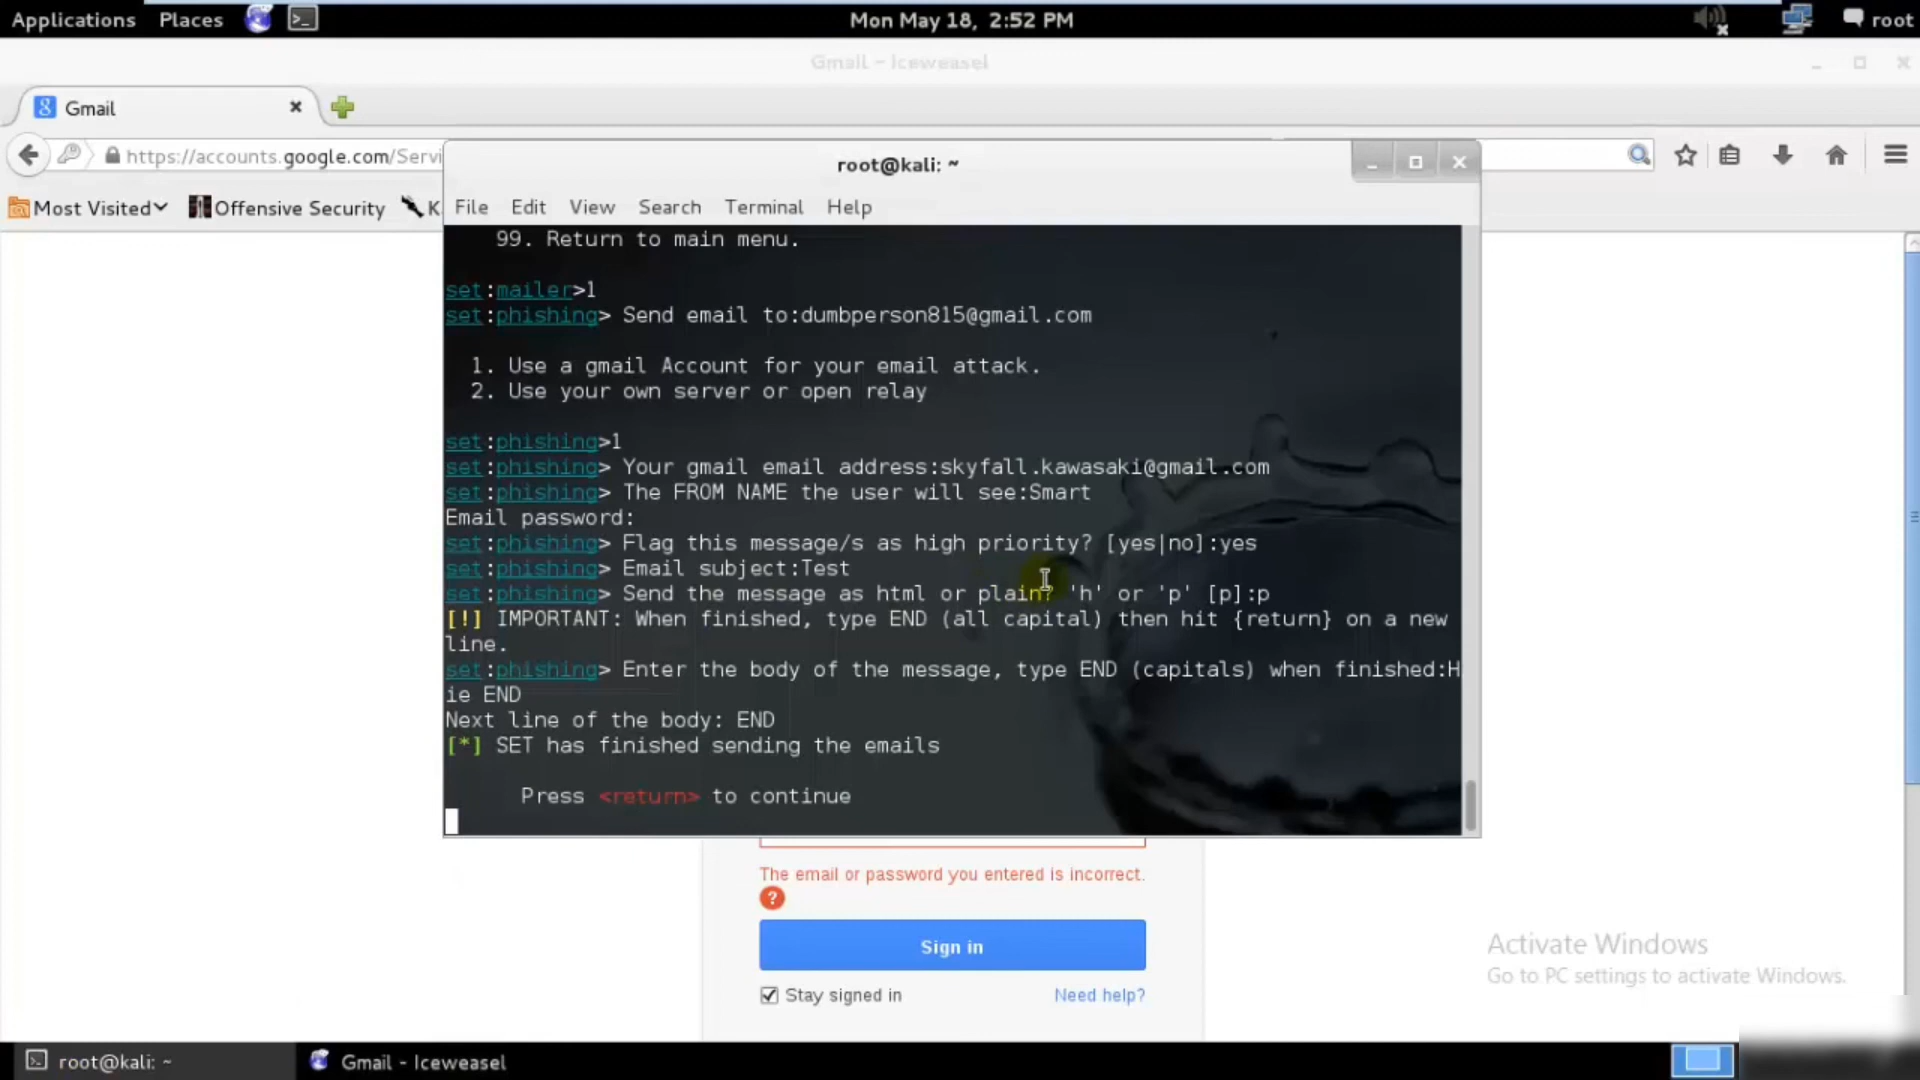 Applications Places Mon May 18, 2:52 PM root
Gmail - Iceweasel
Gmail
https://accounts.google.com/Servi
Most Visited Offensive Security K
root@kali: ~
File Edit View Search Terminal Help
99. Return to main menu.
set:mailer>1
set:phishing> Send email to:dumbperson815@gmail.com
1. Use a gmail Account for your email attack.
2. Use your own server or open relay
set:phishing>1
set:phishing> Your gmail email address:skyfall.kawasaki@gmail.com
set:phishing> The FROM NAME the user will see:Smart
Email password:
set:phishing> Flag this message/s as high priority? [yes|no]:yes
set:phishing> Email subject:Test
set:phishing> Send the message as html or plain? 'h' or 'p' [p]:p
[!] IMPORTANT: When finished, type END (all capital) then hit {return} on a new
line.
set:phishing> Enter the body of the message, type END (capitals) when finished:H
ie END
Next line of the body: END
[*] SET has finished sending the emails
Press <return> to continue
The email or password you entered is incorrect.
?
Sign in
Stay signed in Need help?
Activate Windows
Go to PC settings to activate Windows.
root@kali: ~ Gmail - Iceweasel